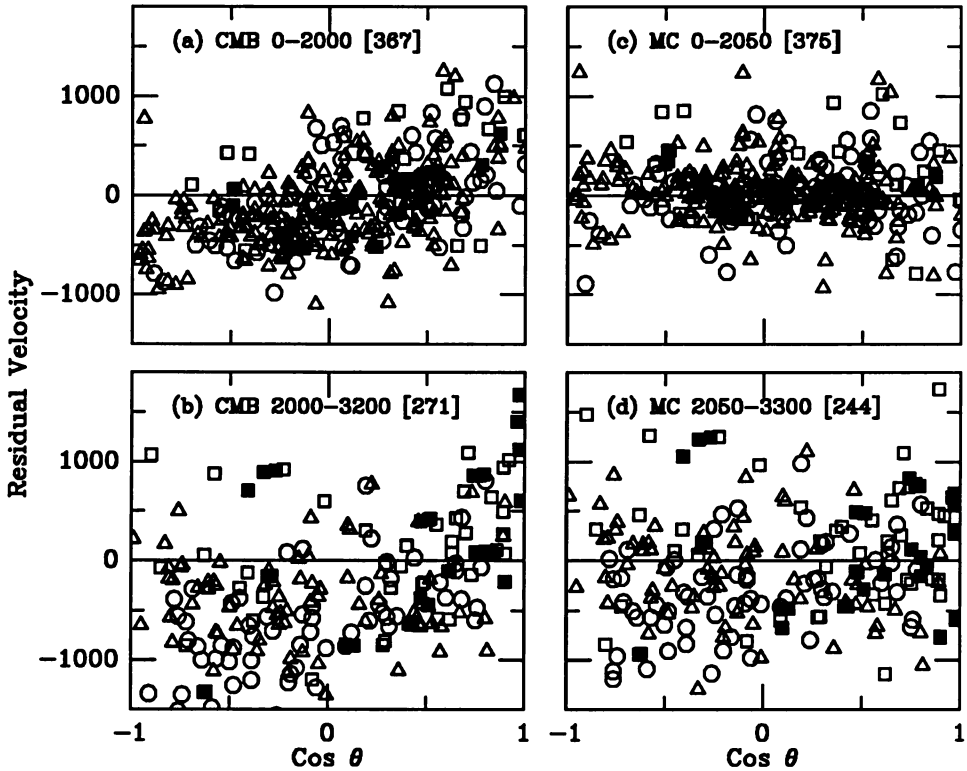 (a) CMB 0-2000 [367]
(c) MC 0-2050 [375]
1000
0
-1000
Residual Velocity
(b) CMB 2000-3200 [271]
(d) MC 2050-3300 [244]
1000
0
-1000
-1 0 1
-1 0 1
Cos θ
Cos θ